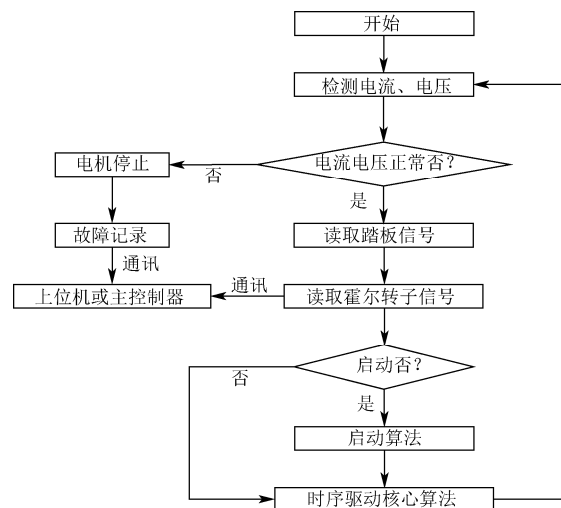 开始
检测电流、电压
电流电压正常否?
否
电机停止
是
故障记录
读取踏板信号
通讯
上位机或主控制器
通讯
读取霍尔转子信号
启动否?
否
是
启动算法
时序驱动核心算法